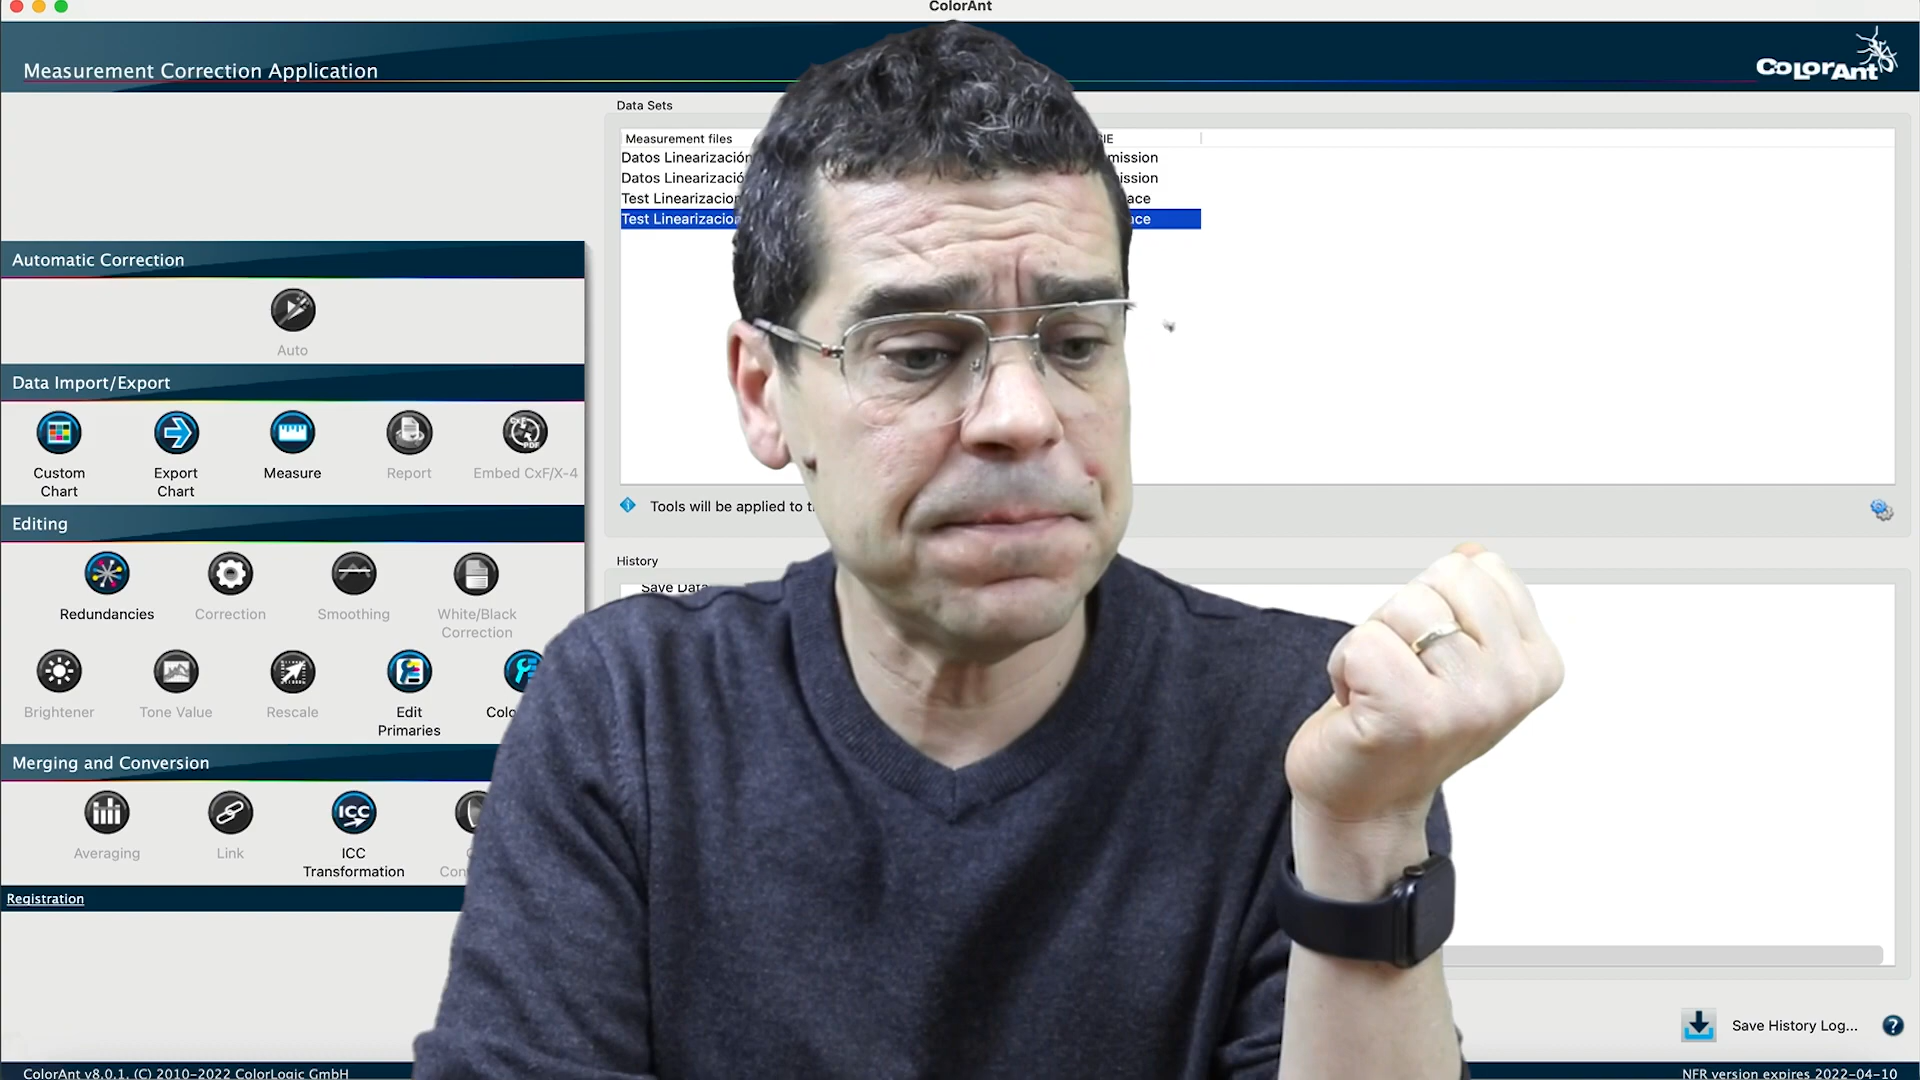 ColorAnt
Measurement Correction Application
ColorAnt
Data Sets
Measurement files
CIE
Datos Linearización
Datos Linearizació
Test Linearizacion
Test Linearizacion
Automatic Correction
Auto
Data Import/Export
Custom
Chart
Export
Chart
Measure
Report
Embed CxF/X-4
Tools will be applied to
Editing
History
Save
Redundancies
Correction
Smoothing
White/Black
Correction
Brightener
Tone Value
Rescale
Edit
Primaries
Merging and Conversion
ICC
Averaging
Link
ICC
Transformation
Registration
Save History Log...
?
ColorAnt v8.0.1, (C) 2010-2022 ColorLogic GmbH
NFR version expires 2022-04-10